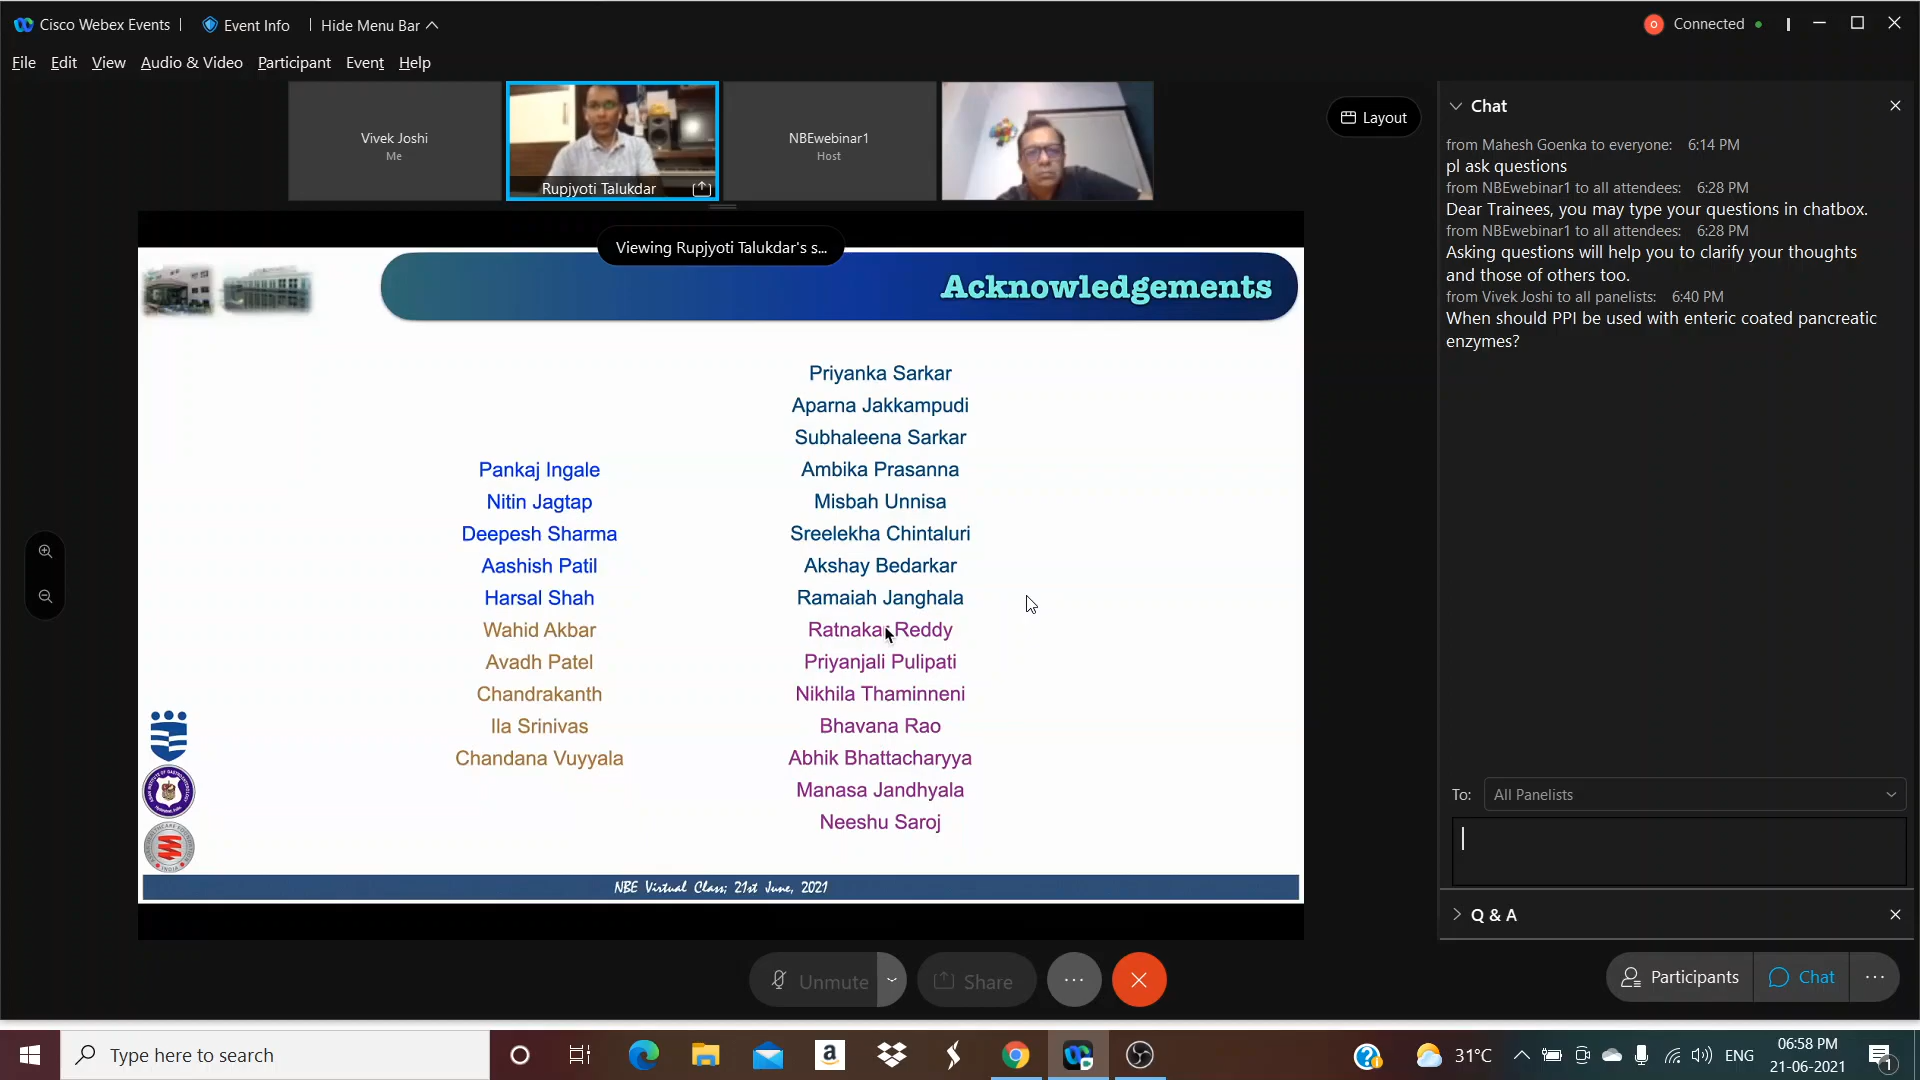 Cisco Webex Events
Event Info
Hide Menu Bar
Connected
File Edit View Audio & Video Participant Event Help
Vivek Joshi
Me
Rupjyoti Talukdar
NBEwebinar1
Host
Layout
Viewing Rupjyoti Talukdar's s...
Acknowledgements
Pankaj Ingale
Nitin Jagtap
Deepesh Sharma
Aashish Patil
Harsal Shah
Wahid Akbar
Avadh Patel
Chandrakanth
Ila Srinivas
Chandana Vuyyala
Priyanka Sarkar
Aparna Jakkampudi
Subhaleena Sarkar
Ambika Prasanna
Misbah Unnisa
Sreelekha Chintaluri
Akshay Bedarkar
Ramaiah Janghala
Ratnakar Reddy
Priyanjali Pulipati
Nikhila Thaminneni
Bhavana Rao
Abhik Bhattacharyya
Manasa Jandhyala
Neeshu Saroj
NBE Virtual Class; 21st June, 2021
Chat
from Mahesh Goenka to everyone: 6:14 PM
pl ask questions
from NBEwebinar1 to all attendees: 6:28 PM
Dear Trainees, you may type your questions in chatbox.
from NBEwebinar1 to all attendees: 6:28 PM
Asking questions will help you to clarify your thoughts
and those of others too.
from Vivek Joshi to all panelists: 6:40 PM
When should PPI be used with enteric coated pancreatic
enzymes?
To: All Panelists
Q & A
Unmute
Share
Participants
Chat
Type here to search
31°C
ENG
06:58 PM
21-06-2021
1